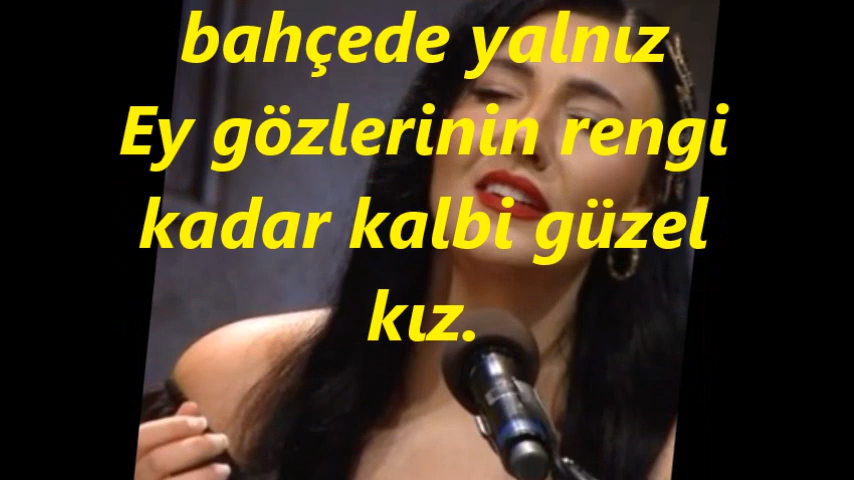 bahçede yalnız
Ey gözlerinin rengi
kadar kalbi güzel
kız.